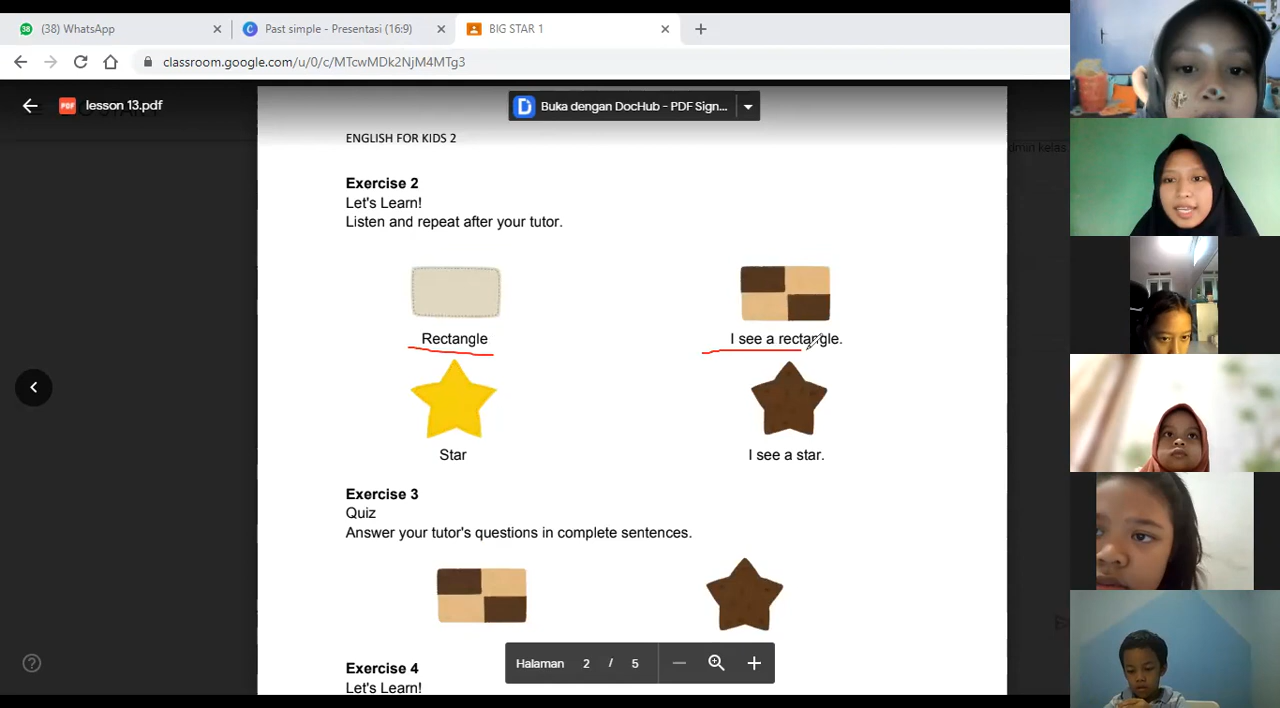 (38) WhatsApp
Past simple - Presentasi (16:9)
BIG STAR 1
classroom.google.com/u/0/c/MTcwMDk2NjM4MTg3
PDF
lesson 13.pdf
Buka dengan DocHub - PDF Sign...
ENGLISH FOR KIDS 2
Exercise 2
Let's Learn!
Listen and repeat after your tutor.
Rectangle
I see a rectangle.
Star
I see a star.
Exercise 3
Quiz
Answer your tutor's questions in complete sentences.
Exercise 4
Let's Learn!
Halaman 2 / 5